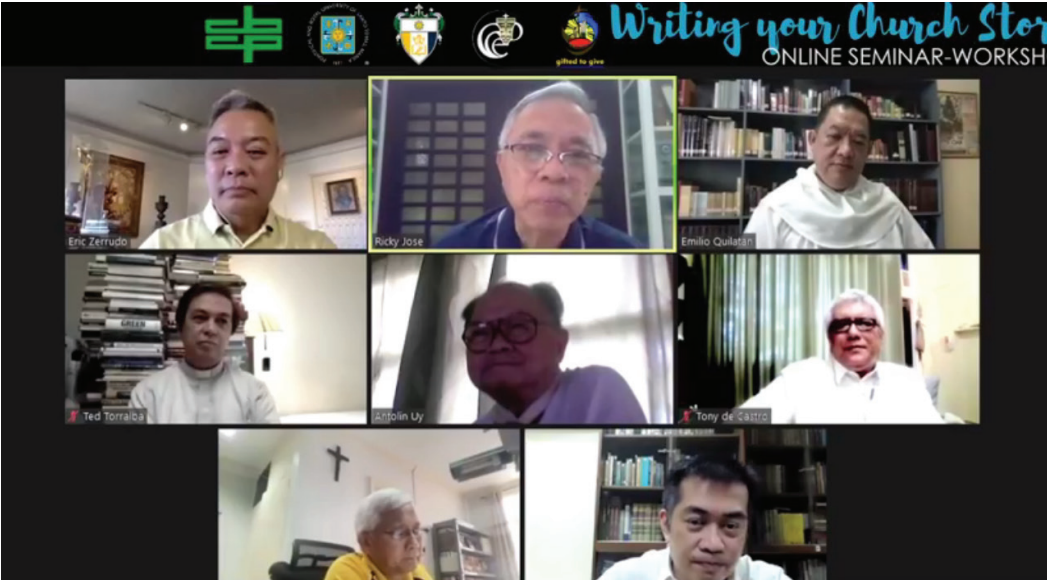 Writing your Church Stor
ONLINE SEMINAR-WORKSH
gifted to give
Eric Zerrudo
Ricky Jose
Emilio Quilatan
Ted Torralba
Antolin Uy
Tony de Castro
GREEN